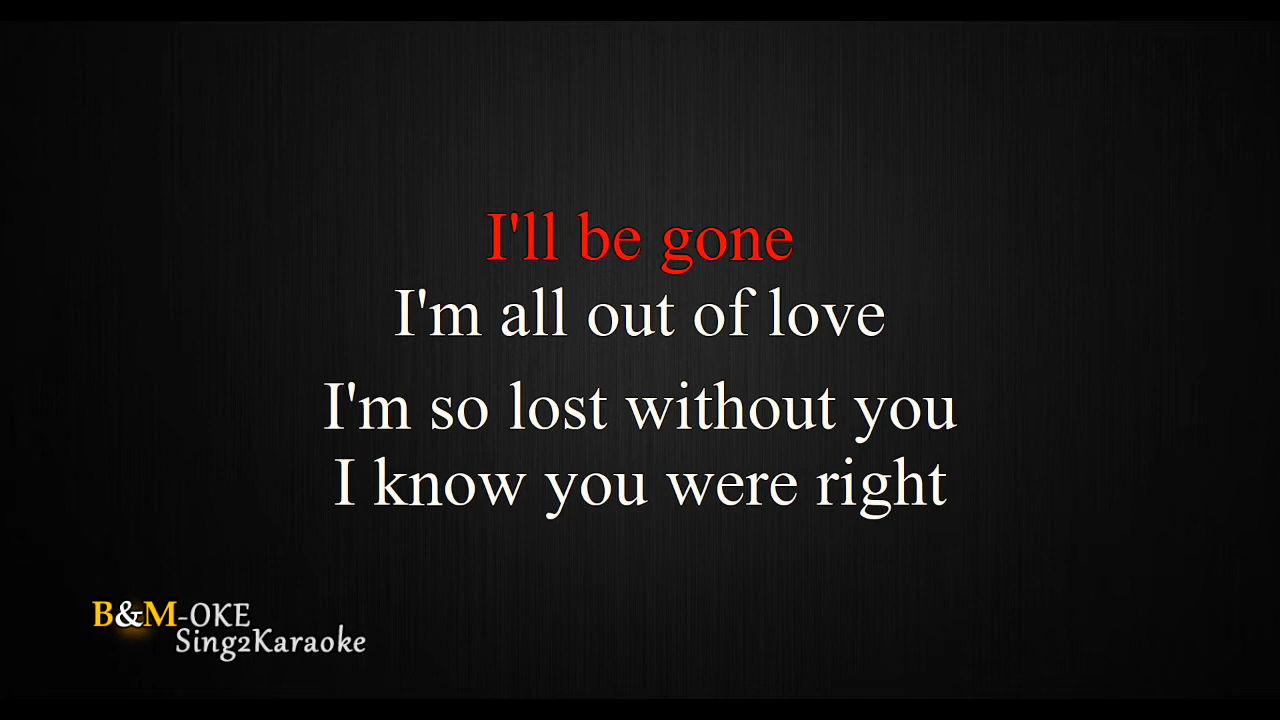 I'll be gone
I'm all out of love
I'm so lost without you
I know you were right
B&M-OKE
Sing2Karaoke